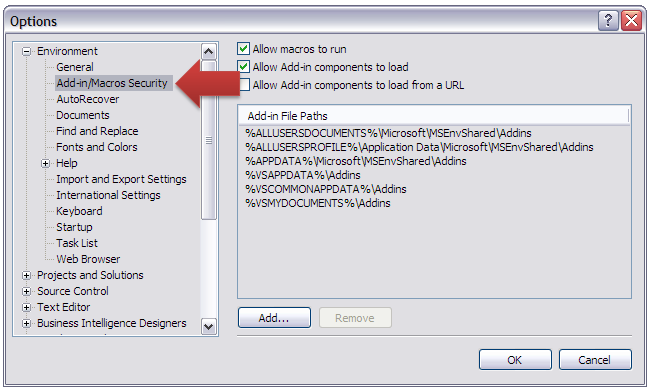 Options
Environment
General
Add-in/Macros Security
AutoRecover
Documents
Find and Replace
Fonts and Colors
Help
Import and Export Settings
International Settings
Keyboard
Startup
Task List
Web Browser
Projects and Solutions
Source Control
Text Editor
Business Intelligence Designers
Allow macros to run
Allow Add-in components to load
Allow Add-in components to load from a URL
Add-in File Paths
%ALLUSERSDOCUMENTS%\Microsoft\MSEnvShared\Addins
%ALLUSERSPROFILE%\Application Data\Microsoft\MSEnvShared\Addins
%APPDATA%\Microsoft\MSEnvShared\Addins
%VSAPPDATA%\Addins
%VSCOMMONAPPDATA%\Addins
%VSMYDOCUMENTS%\Addins
Add... Remove
OK Cancel